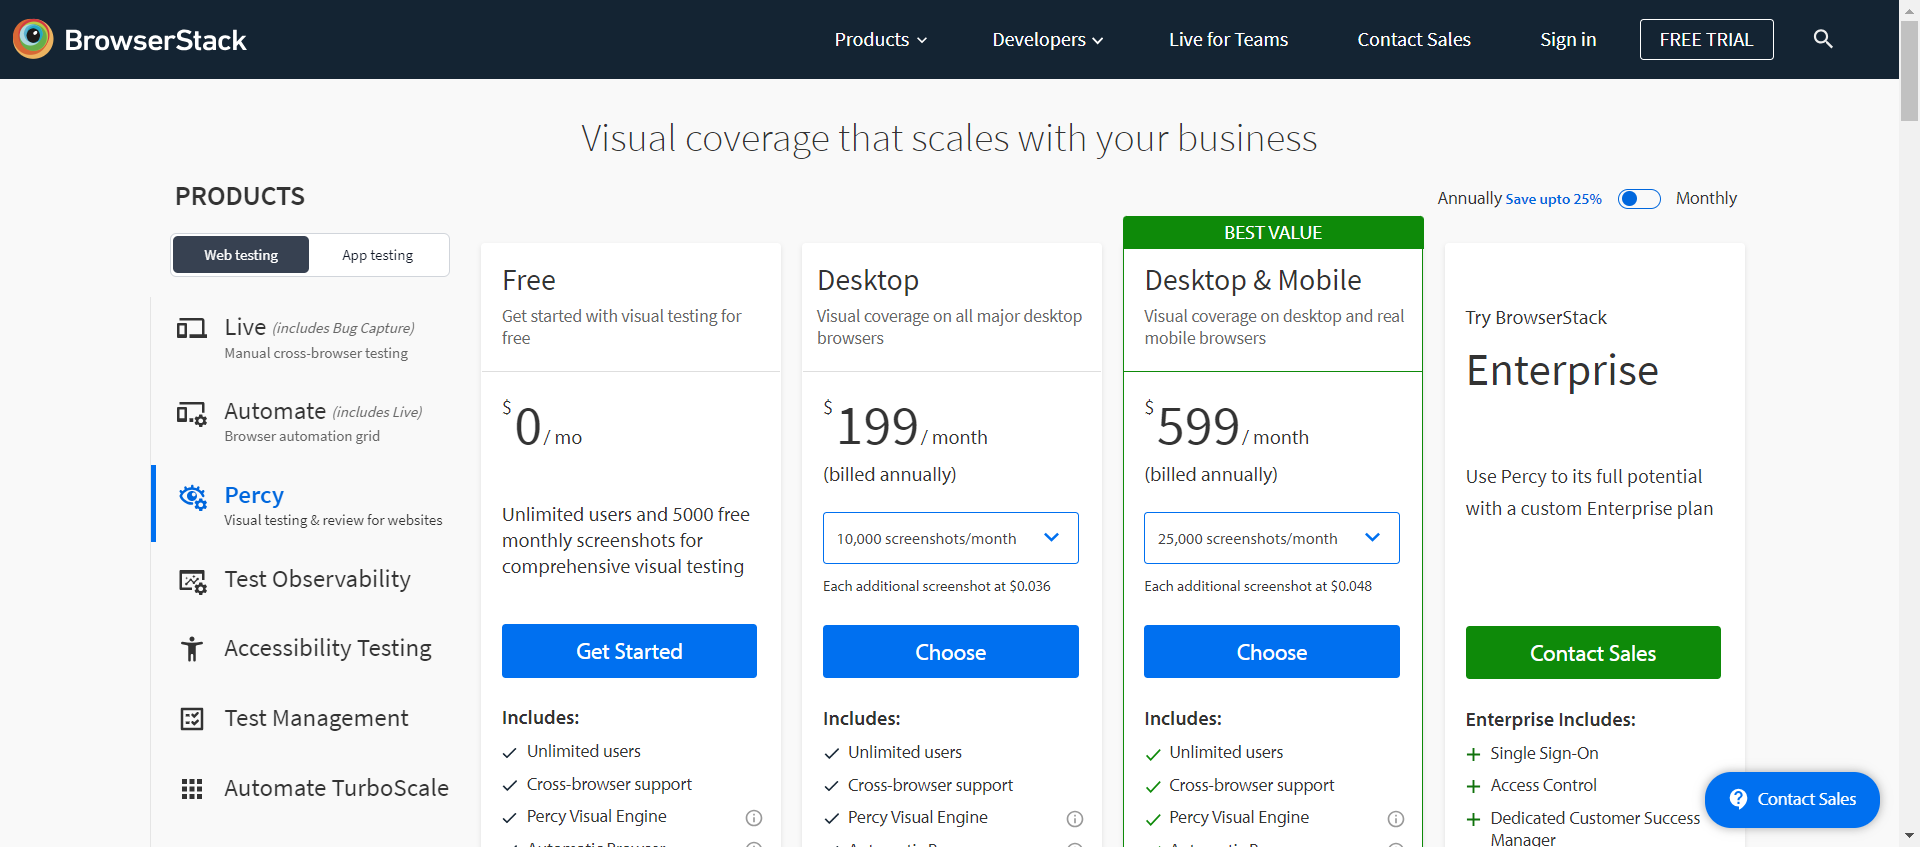 BrowserStack
Products
Developers
Live for Teams
Contact Sales
Sign in
FREE TRIAL
Visual coverage that scales with your business
PRODUCTS
Annually Save upto 25%
Monthly
Web testing
App testing
Live (includes Bug Capture)
Manual cross-browser testing
Automate (includes Live)
Browser automation grid
Percy
Visual testing & review for websites
Test Observability
Accessibility Testing
Test Management
Automate TurboScale
Free
Get started with visual testing for
free
$0/ mo
Unlimited users and 5000 free
monthly screenshots for
comprehensive visual testing
Get Started
Includes:
Unlimited users
Cross-browser support
Percy Visual Engine
Automatic Browser
Desktop
Visual coverage on all major desktop
browsers
$199/ month
(billed annually)
10,000 screenshots/month
Each additional screenshot at $0.036
Choose
Includes:
Unlimited users
Cross-browser support
Percy Visual Engine
BEST VALUE
Desktop & Mobile
Visual coverage on desktop and real
mobile browsers
$599/ month
(billed annually)
25,000 screenshots/month
Each additional screenshot at $0.048
Choose
Includes:
Unlimited users
Cross-browser support
Percy Visual Engine
Try BrowserStack
Enterprise
Use Percy to its full potential
with a custom Enterprise plan
Contact Sales
Enterprise Includes:
Single Sign-On
Access Control
Dedicated Customer Success
Manager
Contact Sales